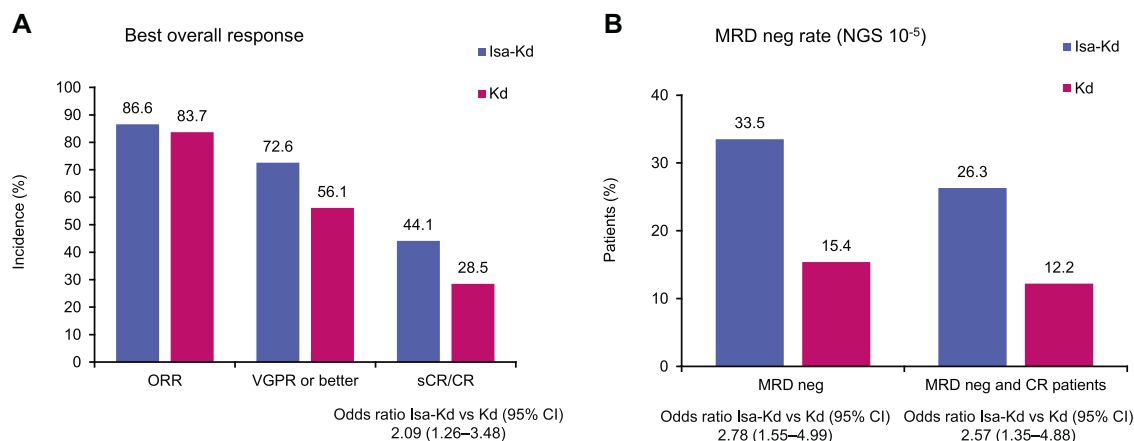 A
Best overall response
Isa-Kd
Kd
Incidence (%)
100
90
80
70
60
50
40
30
20
10
0
86.6
83.7
72.6
56.1
44.1
28.5
ORR
VGPR or better
sCR/CR
Odds ratio Isa-Kd vs Kd (95% CI)
2.09 (1.26–3.48)
B
MRD neg rate (NGS 10⁻⁵)
Isa-Kd
Kd
Patients (%)
40
30
20
10
0
33.5
15.4
26.3
12.2
MRD neg
MRD neg and CR patients
Odds ratio Isa-Kd vs Kd (95% CI)
2.78 (1.55–4.99)
Odds ratio Isa-Kd vs Kd (95% CI)
2.57 (1.35–4.88)